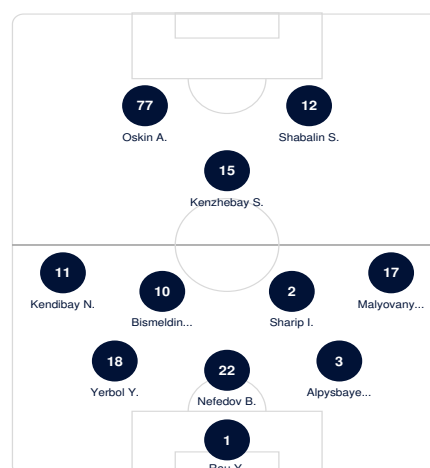 77
12
Oskin A.
Shabalin S.
15
Kenzhebay S.
11
17
Kendibay N.
Malyovany...
10
2
Bismeldin...
Sharip I.
18
22
3
Yerbol Y.
Nefedov B.
Alpysbaye...
1